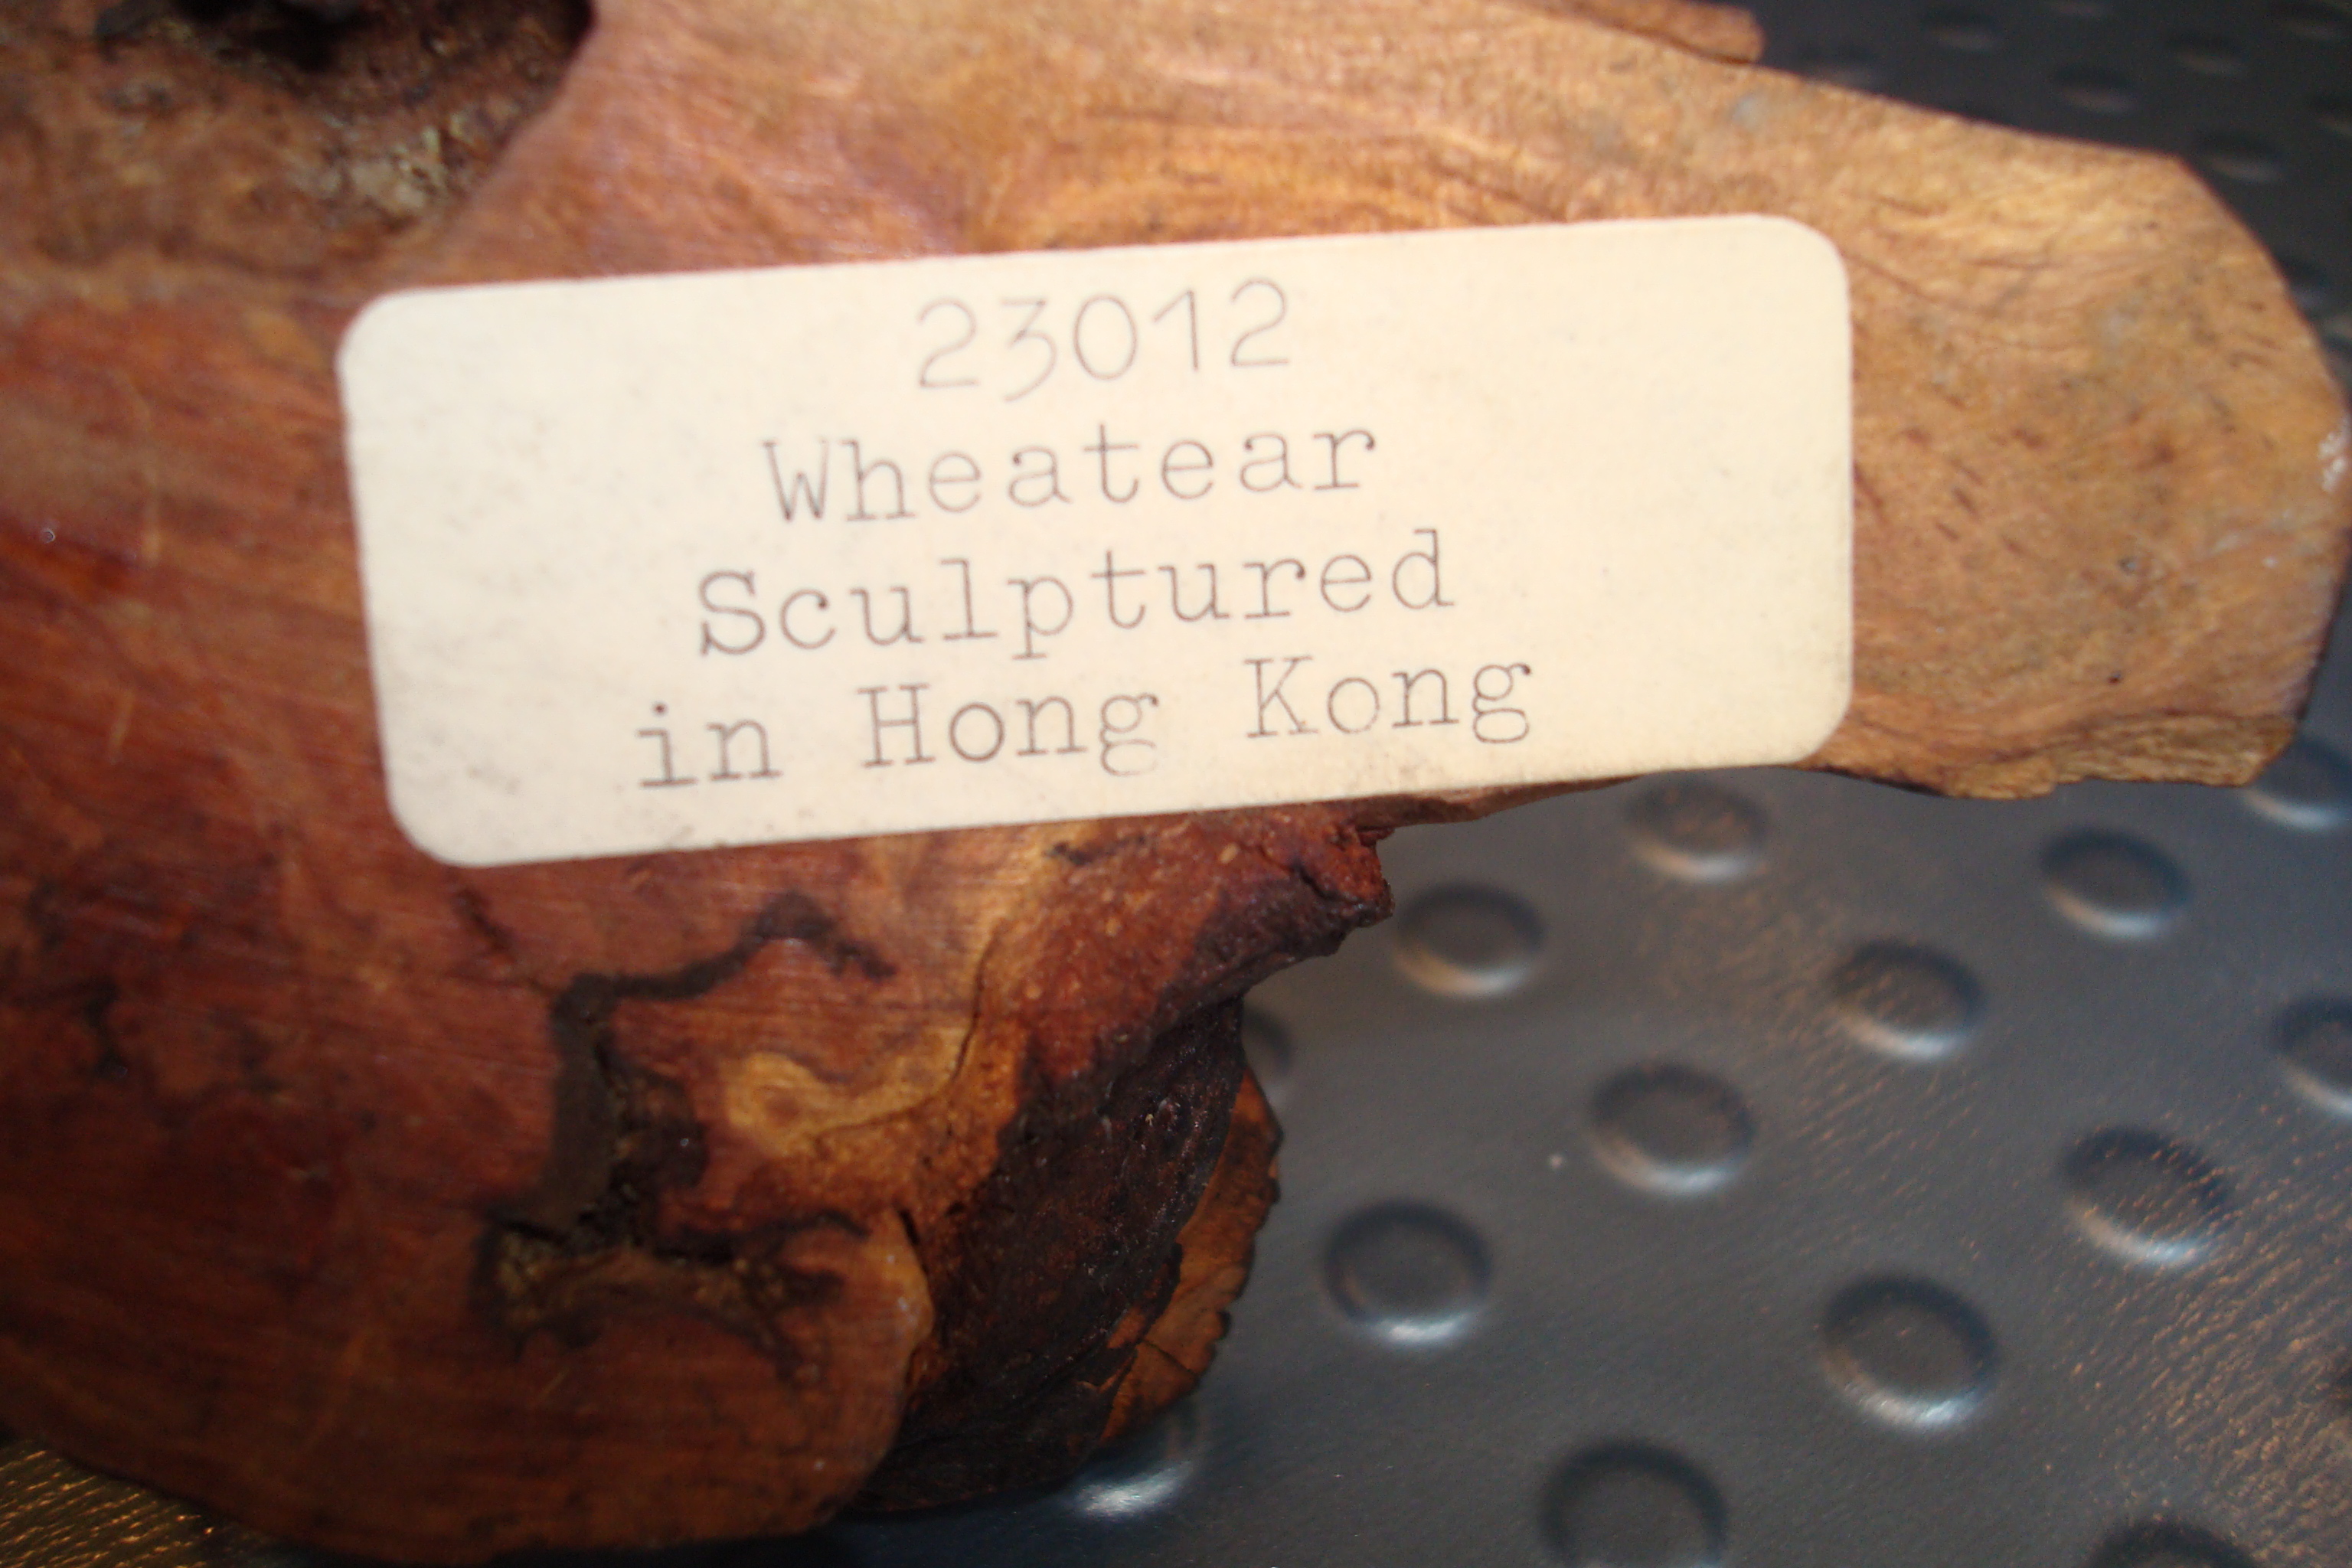 23012
Wheatear
Sculptured
in Hong Kong